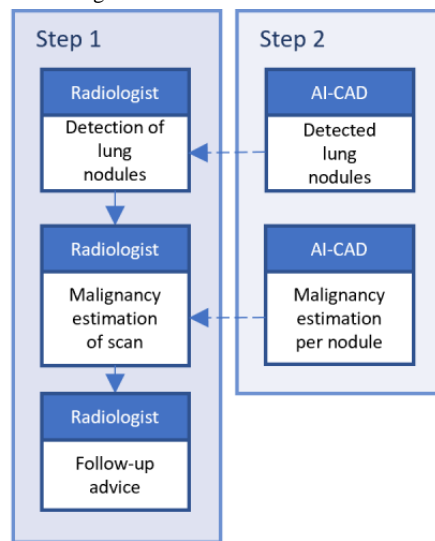 Step 1
Radiologist
Detection of
lung
nodules
Radiologist
Malignancy
estimation
of scan
Radiologist
Follow-up
advice
Step 2
AI-CAD
Detected
lung
nodules
AI-CAD
Malignancy
estimation
per nodule